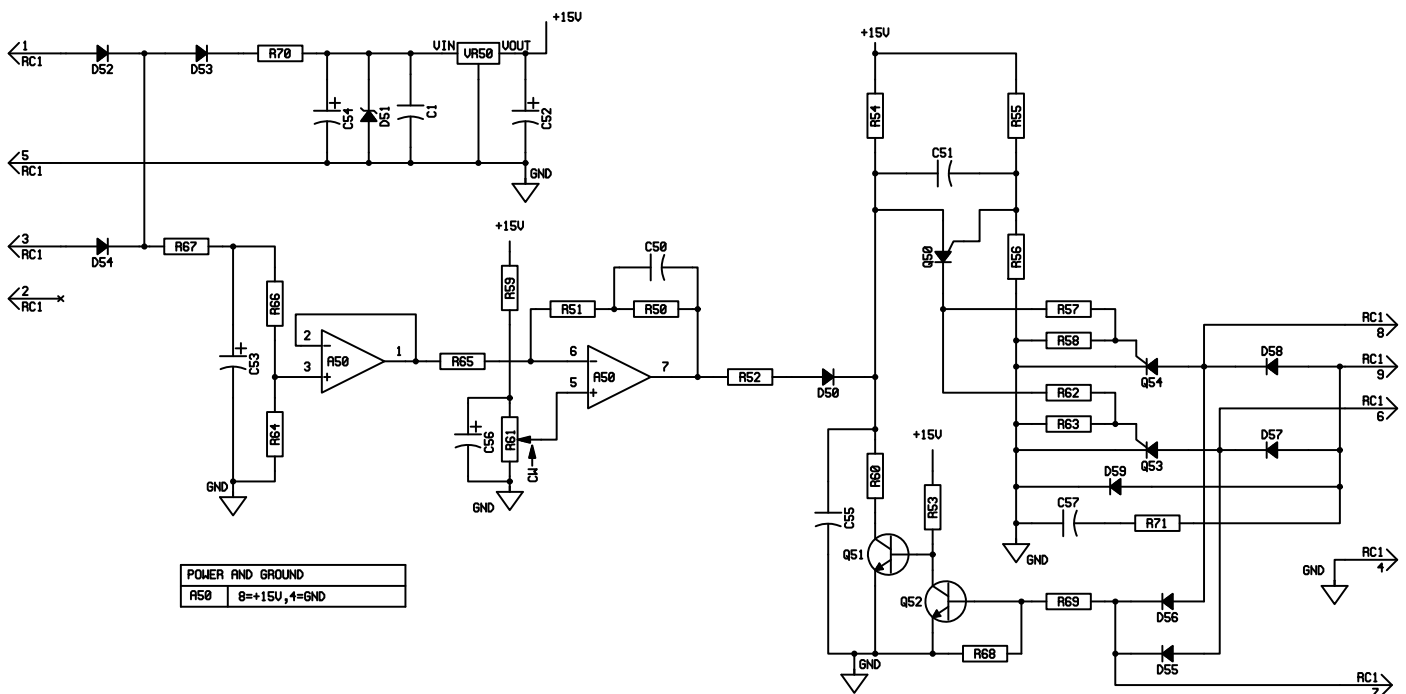 +15V
1
RC1
D52
D53
R70
VIN
VR50
VOUT
C54
D51
C1
C52
5
RC1
GND
3
RC1
D54
R67
2
RC1
R66
C53
R64
GND
2
3
A50
1
R65
+15V
R59
C56
R61
CW
GND
R51
C50
R50
6
5
A50
7
R52
D50
+15V
R54
R55
C51
Q50
R56
R57
R58
Q54
D58
R62
R63
Q53
D57
D59
C57
R71
GND
RC1
8
RC1
9
RC1
6
RC1
4
GND
C55
R60
+15V
R53
Q51
Q52
R69
R68
GND
D56
D55
RC1
7
POWER AND GROUND
A50 8=+15V,4=GND